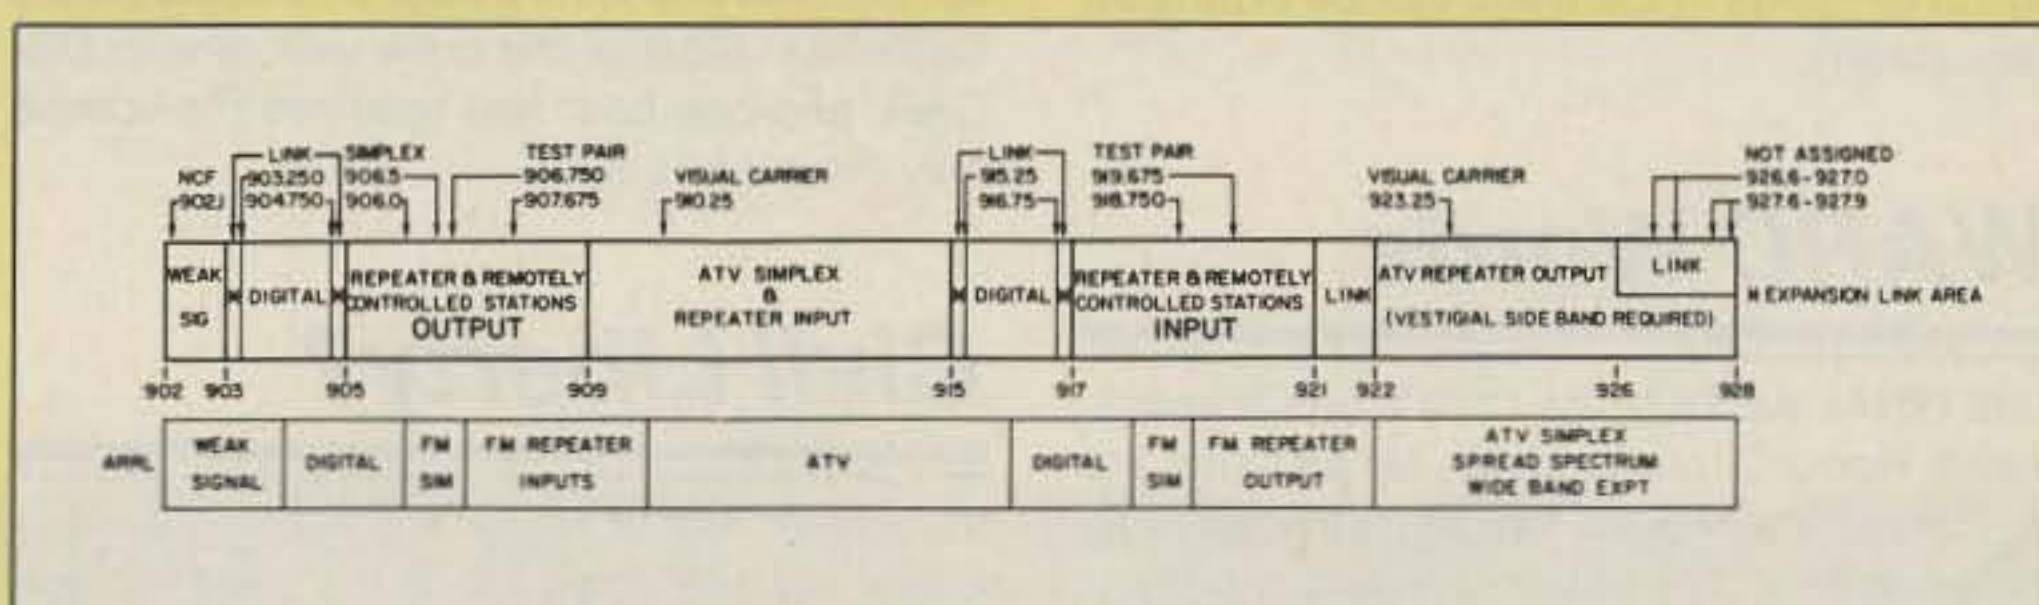 LINK SIMPLEX TEST PAIR LINK TEST PAIR NOT ASSIGNED
NCF 903.250 906.5 906.750 VISUAL CARRIER 915.25 919.675 VISUAL CARRIER 926.6-927.0
902.1 904.750 906.0 907.675 910.25 916.75 918.750 923.25 927.6-927.9
WEAK
SIG
DIGITAL
REPEATER & REMOTELY
CONTROLLED STATIONS
OUTPUT
ATV SIMPLEX
&
REPEATER INPUT
DIGITAL
REPEATER & REMOTELY
CONTROLLED STATIONS
INPUT
LINK
ATV REPEATER OUTPUT
(VESTIGIAL SIDE BAND REQUIRED)
LINK
EXPANSION LINK AREA
902 903 905 909 915 917 921 922 926 928
ARRL
WEAK
SIGNAL
DIGITAL
FM
SIM
FM REPEATER
INPUTS
ATV
DIGITAL
FM
SIM
FM REPEATER
OUTPUT
ATV SIMPLEX
SPREAD SPECTRUM
WIDE BAND EXPT